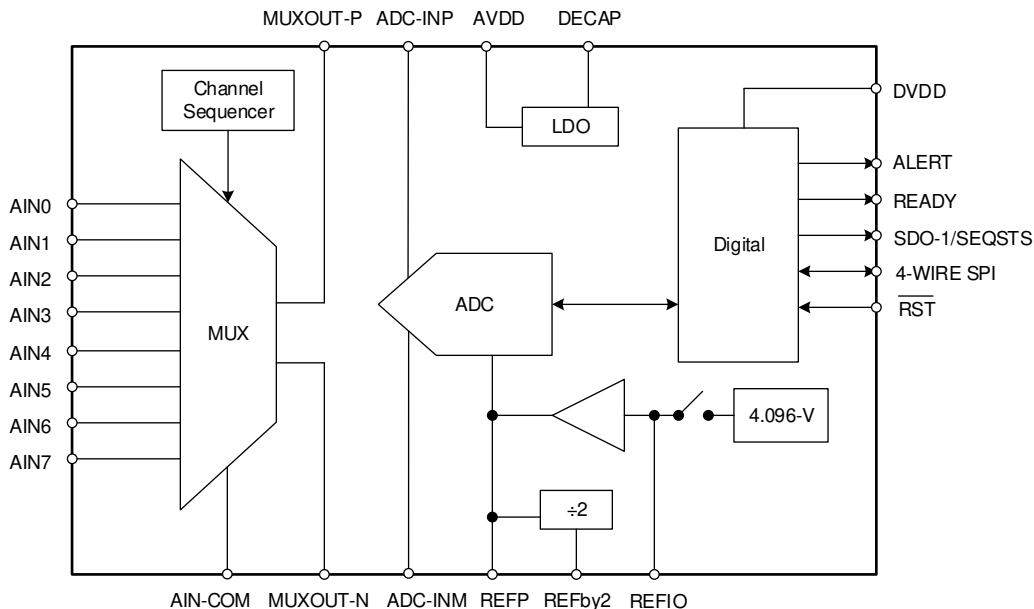 MUXOUT-P ADC-INP AVDD DECAP
Channel
Sequencer
LDO
DVDD
ALERT
READY
SDO-1/SEQSTS
4-WIRE SPI
RST
Digital
AIN0
AIN1
AIN2
AIN3
AIN4
AIN5
AIN6
AIN7
MUX
ADC
4.096-V
÷2
AIN-COM MUXOUT-N ADC-INM REFP REFby2 REFIO